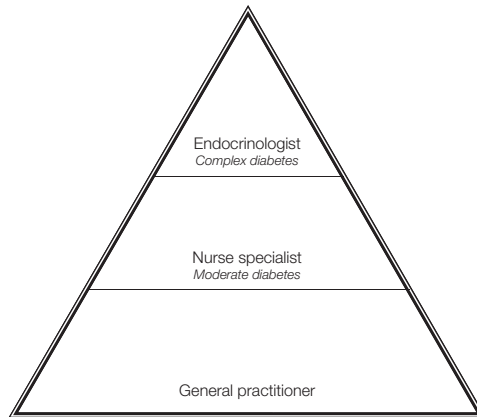 Endocrinologist
Complex diabetes
Nurse specialist
Moderate diabetes
General practitioner